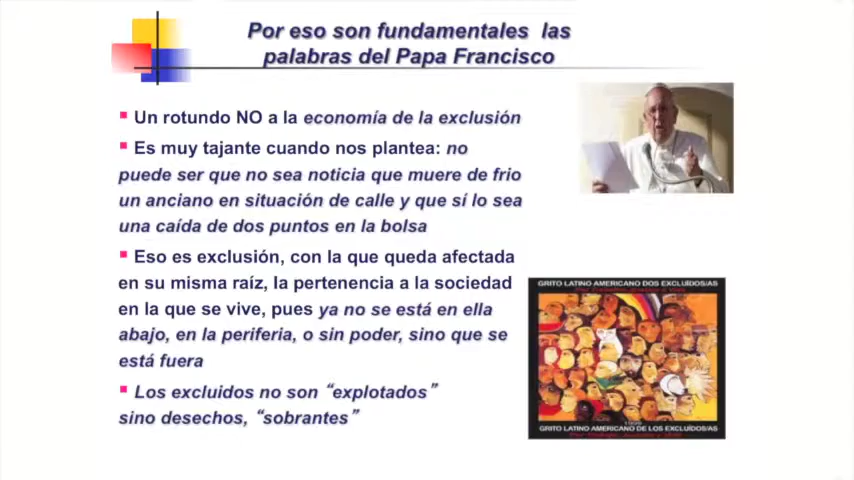 Por eso son fundamentales las
palabras del Papa Francisco
Un rotundo NO a la economía de la exclusión
Es muy tajante cuando nos plantea: no
puede ser que no sea noticia que muere de frio
un anciano en situación de calle y que sí lo sea
una caída de dos puntos en la bolsa
Eso es exclusión, con la que queda afectada
en su misma raíz, la pertenencia a la sociedad
en la que se vive, pues ya no se está en ella
abajo, en la periferia, o sin poder, sino que se
está fuera
Los excluidos no son “explotados”
sino desechos, “sobrantes”
GRITO LATINO AMERICANO DOS EXCLUÍDOS/AS
1999
GRITO LATINO AMERICANO DE LOS EXCLUÍDOS/AS